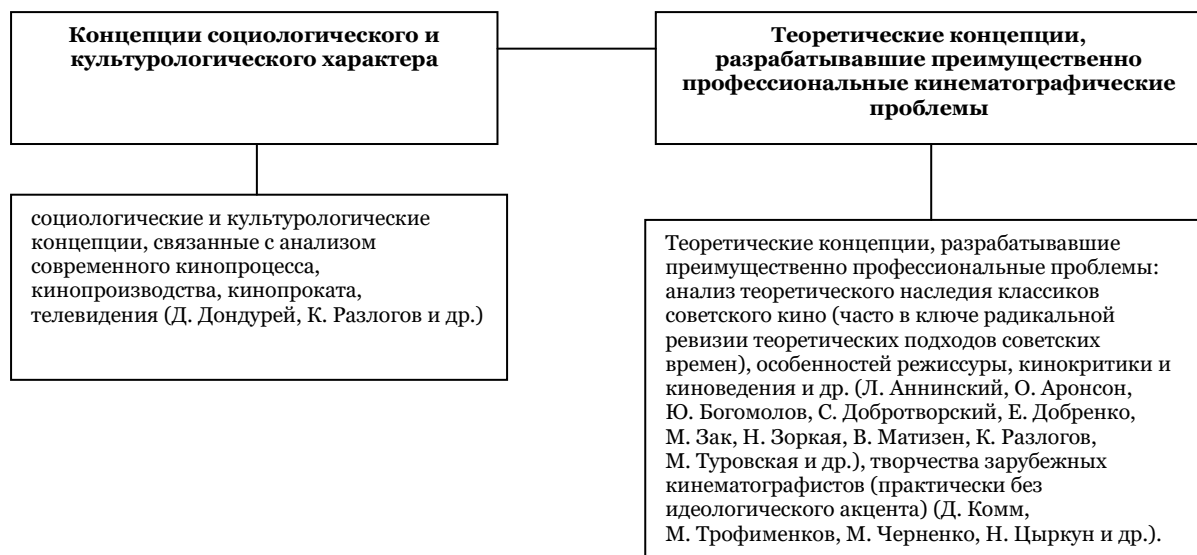 Концепции социологического и
культурологического характера
Теоретические концепции,
разрабатывавшие преимущественно
профессиональные кинематографические
проблемы
социологические и культурологические
концепции, связанные с анализом
современного кинопроцесса,
кинопроизводства, кинопроката,
телевидения (Д. Дондурей, К. Разлогов и др.)
Теоретические концепции, разрабатывавшие
преимущественно профессиональные проблемы:
анализ теоретического наследия классиков
советского кино (часто в ключе радикальной
ревизии теоретических подходов советских
времен), особенностей режиссуры, кинокритики и
киноведения и др. (Л. Аннинский, О. Аронсон,
Ю. Богомолов, С. Добротворский, Е. Добренко,
М. Зак, Н. Зоркая, В. Матизен, К. Разлогов,
М. Туровская и др.), творчества зарубежных
кинематографистов (практически без
идеологического акцента) (Д. Комм,
М. Трофименков, М. Черненко, Н. Цыркун и др.).